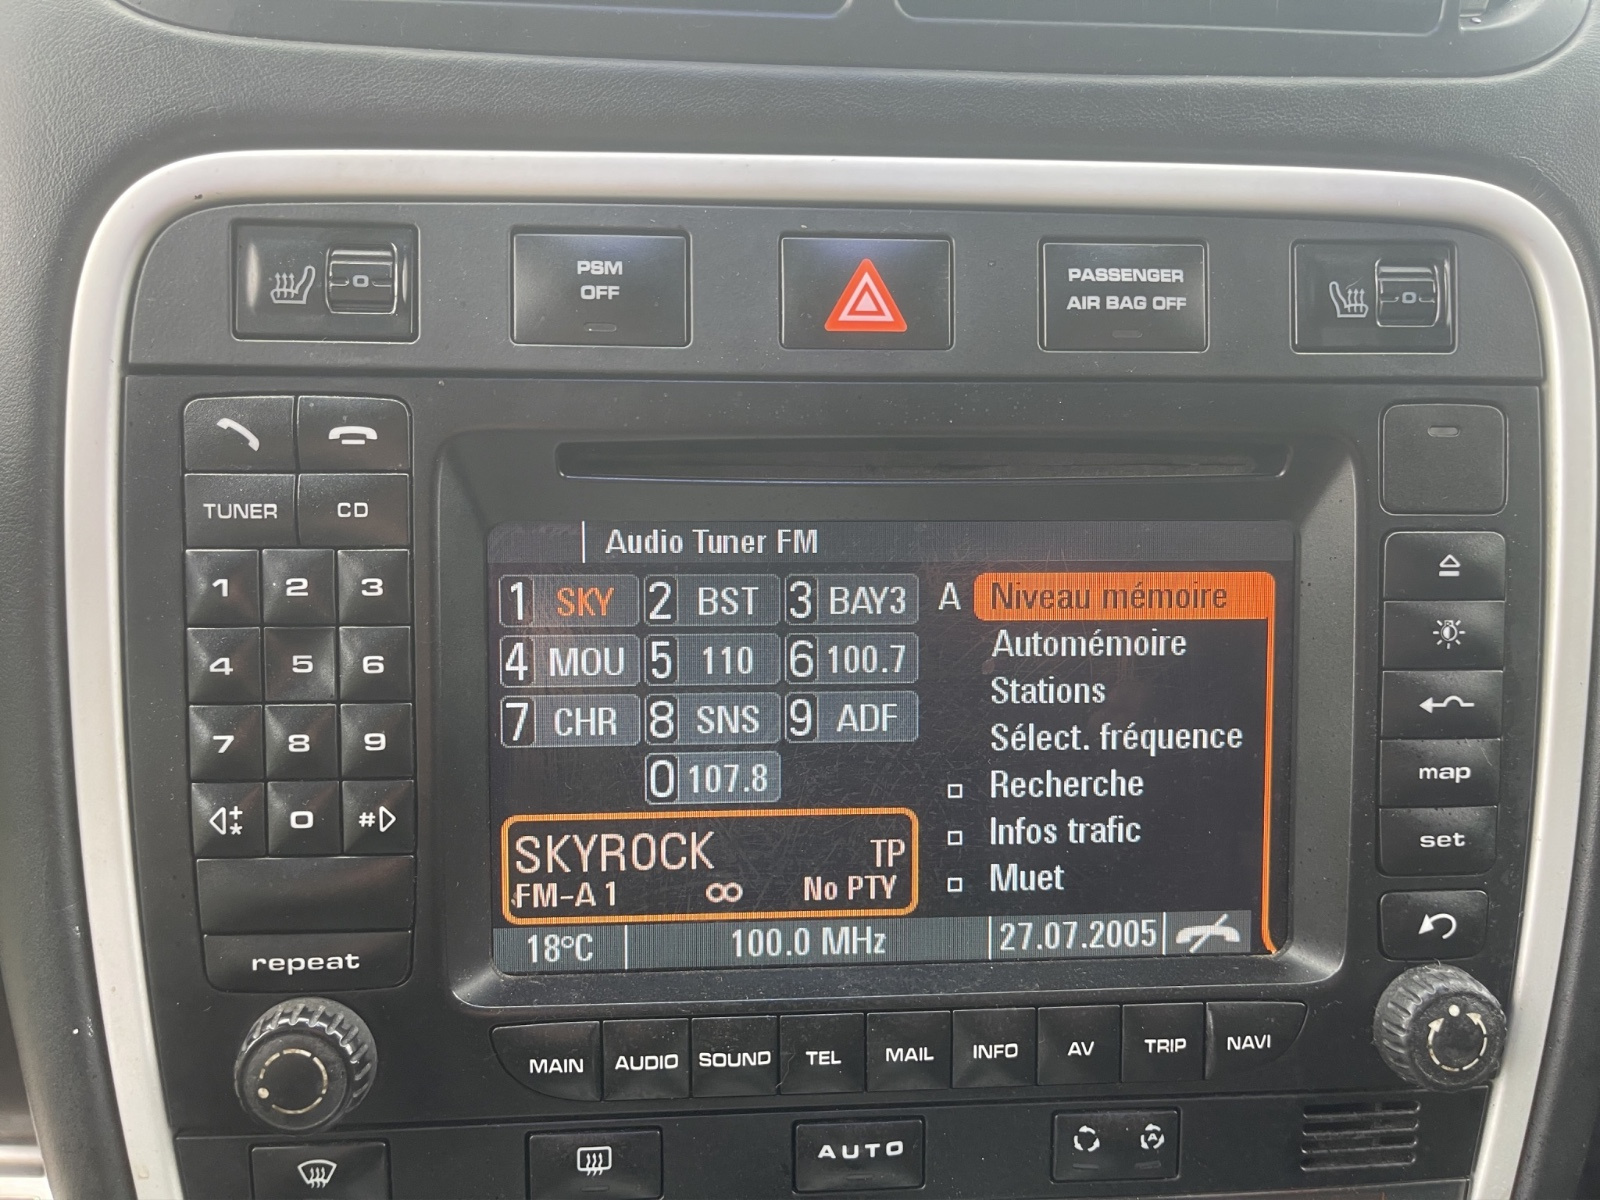 0
PSM
OFF
PASSENGER
AIR BAG OFF
0
TUNER CD
1 2 3
4 5 6
7 8 9
* 0 #
repeat
Audio Tuner FM
1 SKY 2 BST 3 BAY3
4 MOU 5 110 6 100.7
7 CHR 8 SNS 9 ADF
0 107.8
SKYROCK TP
FM-A 1 ∞ No PTY
A Niveau mémoire
Automémoire
Stations
Sélect. fréquence
Recherche
Infos trafic
Muet
18°C 100.0 MHz 27.07.2005
map
set
MAIN AUDIO SOUND TEL MAIL INFO AV TRIP NAVI
AUTO
A